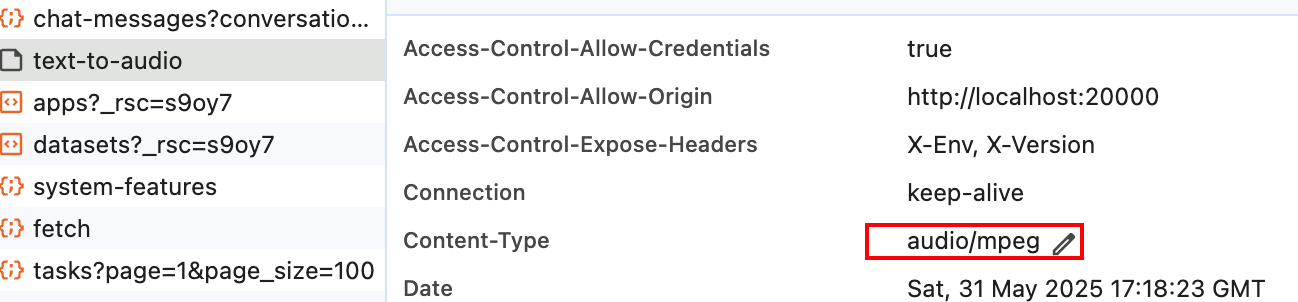 chat-messages?conversatio...
text-to-audio
apps?_rsc=s9oy7
datasets?_rsc=s9oy7
system-features
fetch
tasks?page=1&page_size=100
Access-Control-Allow-Credentials true
Access-Control-Allow-Origin http://localhost:20000
Access-Control-Expose-Headers X-Env, X-Version
Connection keep-alive
Content-Type audio/mpeg
Date Sat, 31 May 2025 17:18:23 GMT